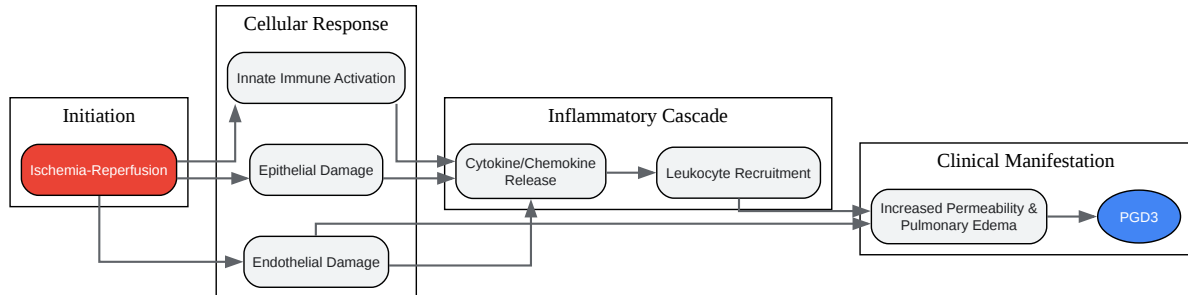 Cellular Response
Innate Immune Activation
Initiation
Inflammatory Cascade
Ischemia-Reperfusion
Epithelial Damage
Cytokine/Chemokine
Release
Leukocyte Recruitment
Clinical Manifestation
Endothelial Damage
Increased Permeability &
Pulmonary Edema
PGD3